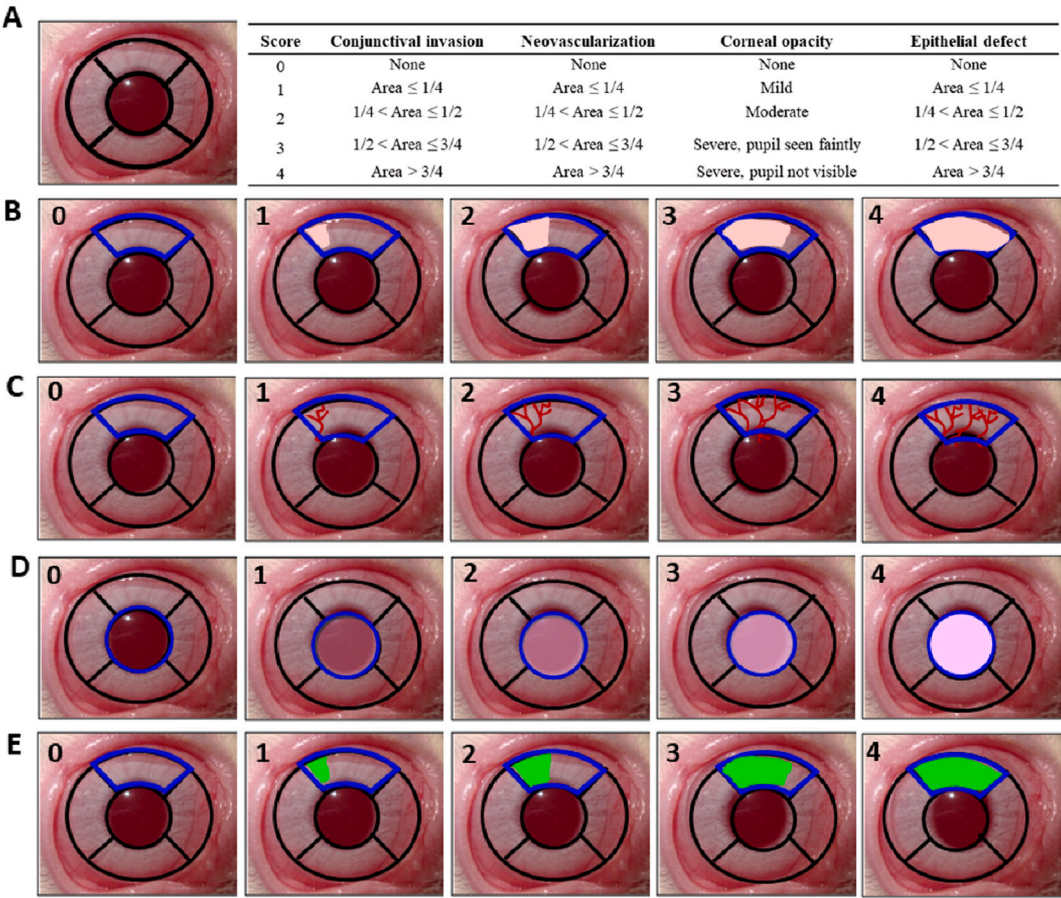 A
Score Conjunctival invasion Neovascularization Corneal opacity Epithelial defect
0 None None None None
1 Area ≤ 1/4 Area ≤ 1/4 Mild Area ≤ 1/4
2 1/4 < Area ≤ 1/2 1/4 < Area ≤ 1/2 Moderate 1/4 < Area ≤ 1/2
3 1/2 < Area ≤ 3/4 1/2 < Area ≤ 3/4 Severe, pupil seen faintly 1/2 < Area ≤ 3/4
4 Area > 3/4 Area > 3/4 Severe, pupil not visible Area > 3/4
B 0 1 2 3 4
C 0 1 2 3 4
D 0 1 2 3 4
E 0 1 2 3 4